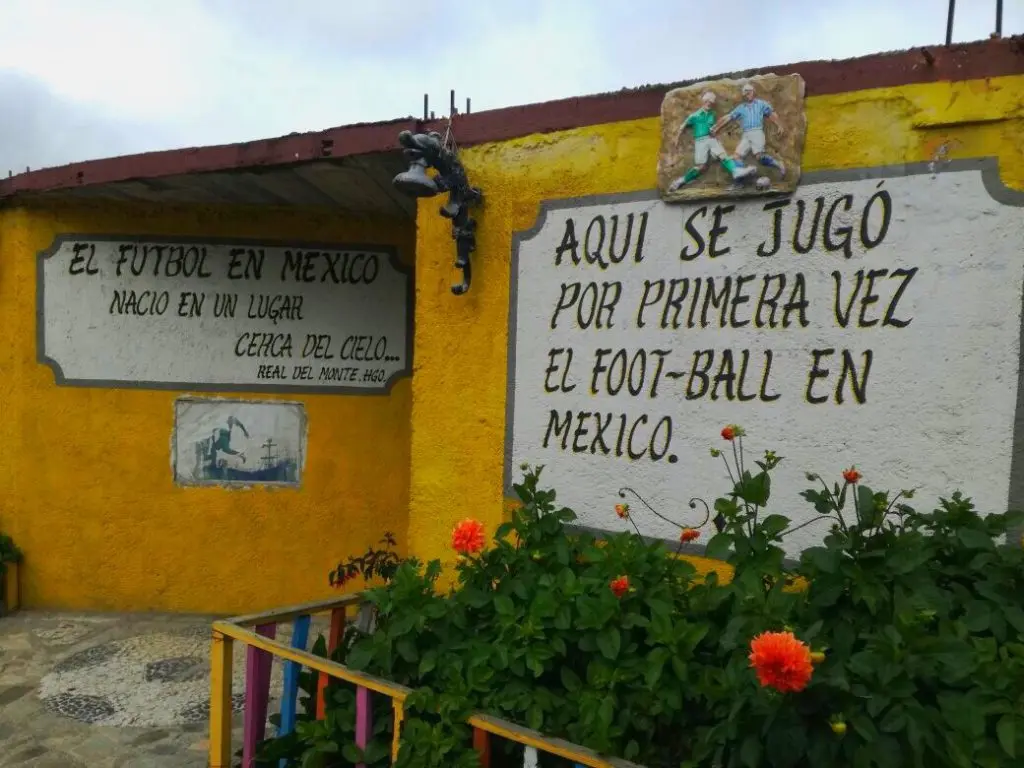 EL FUTBOL EN MEXICO
NACIO EN UN LUGAR
CERCA DEL CIELO...
REAL DEL MONTE. HGO.
AQUI SE JUGÓ
POR PRIMERA VEZ
EL FOOT-BALL EN
MEXICO.